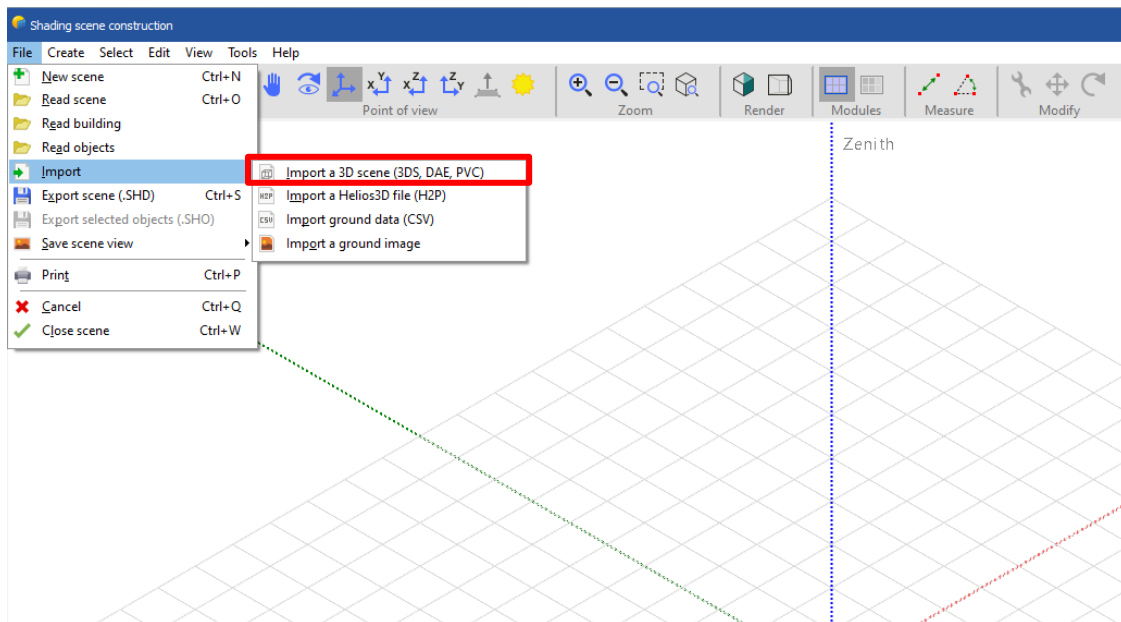 Shading scene construction
File Create Select Edit View Tools Help
New scene Ctrl+N
Read scene Ctrl+O
Read building
Read objects
Import
Export scene (.SHD) Ctrl+S
Export selected objects (.SHO)
Save scene view
Print Ctrl+P
Cancel Ctrl+Q
Close scene Ctrl+W
Import a 3D scene (3DS, DAE, PVC)
H2P Import a Helios3D file (H2P)
CSV Import ground data (CSV)
Import a ground image
X Y X Z Z Y
Point of view Zoom Render Modules Measure Modify
Zenith